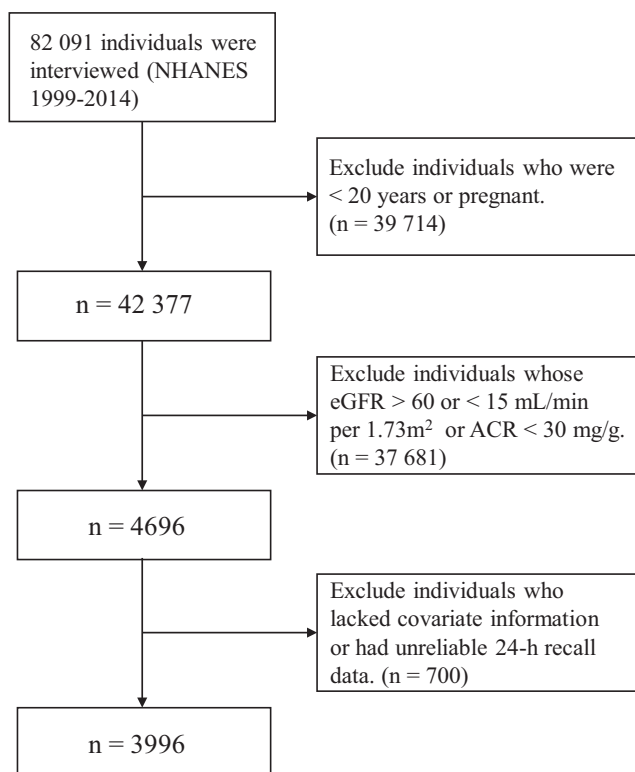 82 091 individuals were
interviewed (NHANES
1999-2014)
Exclude individuals who were
< 20 years or pregnant.
(n = 39 714)
n = 42 377
Exclude individuals whose
eGFR > 60 or < 15 mL/min
per 1.73m² or ACR < 30 mg/g.
(n = 37 681)
n = 4696
Exclude individuals who
lacked covariate information
or had unreliable 24-h recall
data. (n = 700)
n = 3996